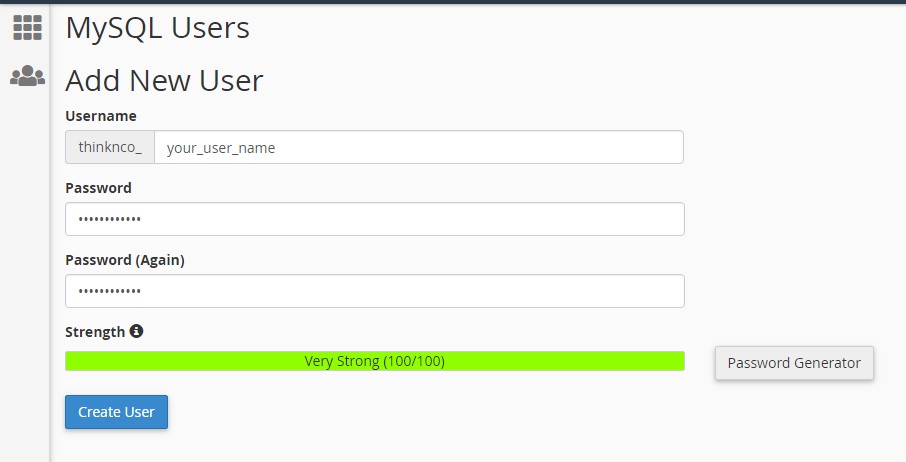 MySQL Users
Add New User
Username
thinknco_ your_user_name
Password
••••••••••••
Password (Again)
••••••••••••
Strength
Very Strong (100/100)
Password Generator
Create User